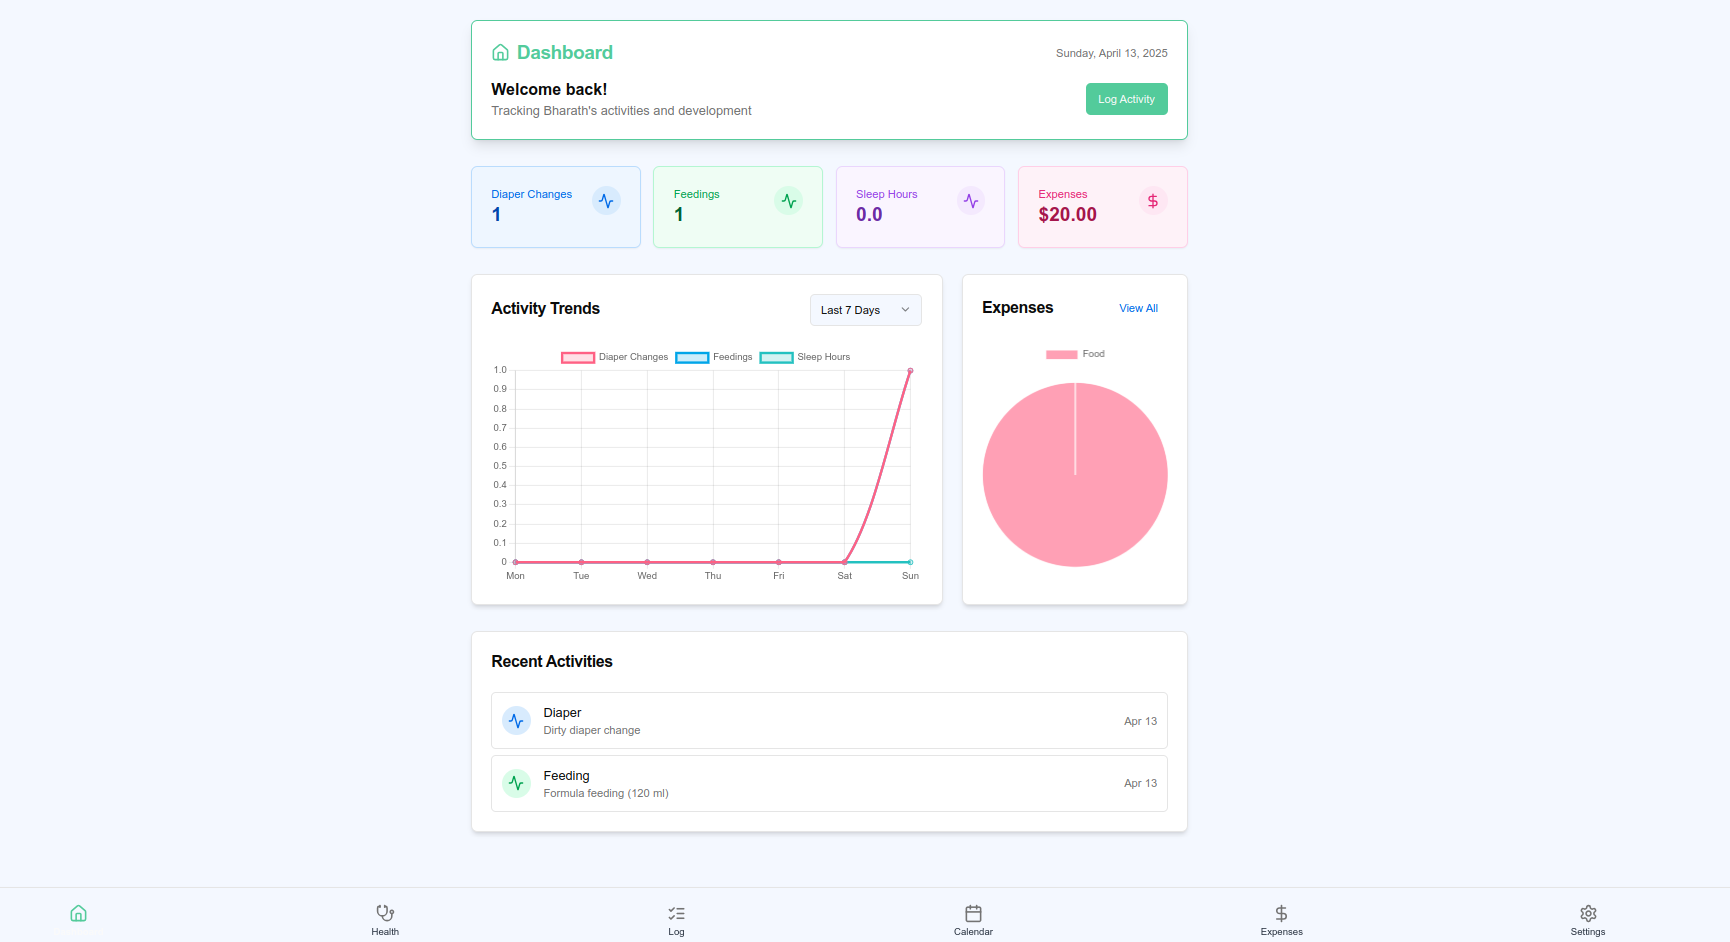 Dashboard
Sunday, April 13, 2025
Welcome back!
Tracking Bharath's activities and development
Log Activity
Diaper Changes
1
Feedings
1
Sleep Hours
0.0
Expenses
$20.00
Activity Trends
Last 7 Days
Diaper Changes
Feedings
Sleep Hours
1.0
0.9
0.8
0.7
0.6
0.5
0.4
0.3
0.2
0.1
0
Mon
Tue
Wed
Thu
Fri
Sat
Sun
Expenses
View All
Food
Recent Activities
Diaper
Dirty diaper change
Apr 13
Feeding
Formula feeding (120 ml)
Apr 13
Health
Log
Calendar
Expenses
Settings